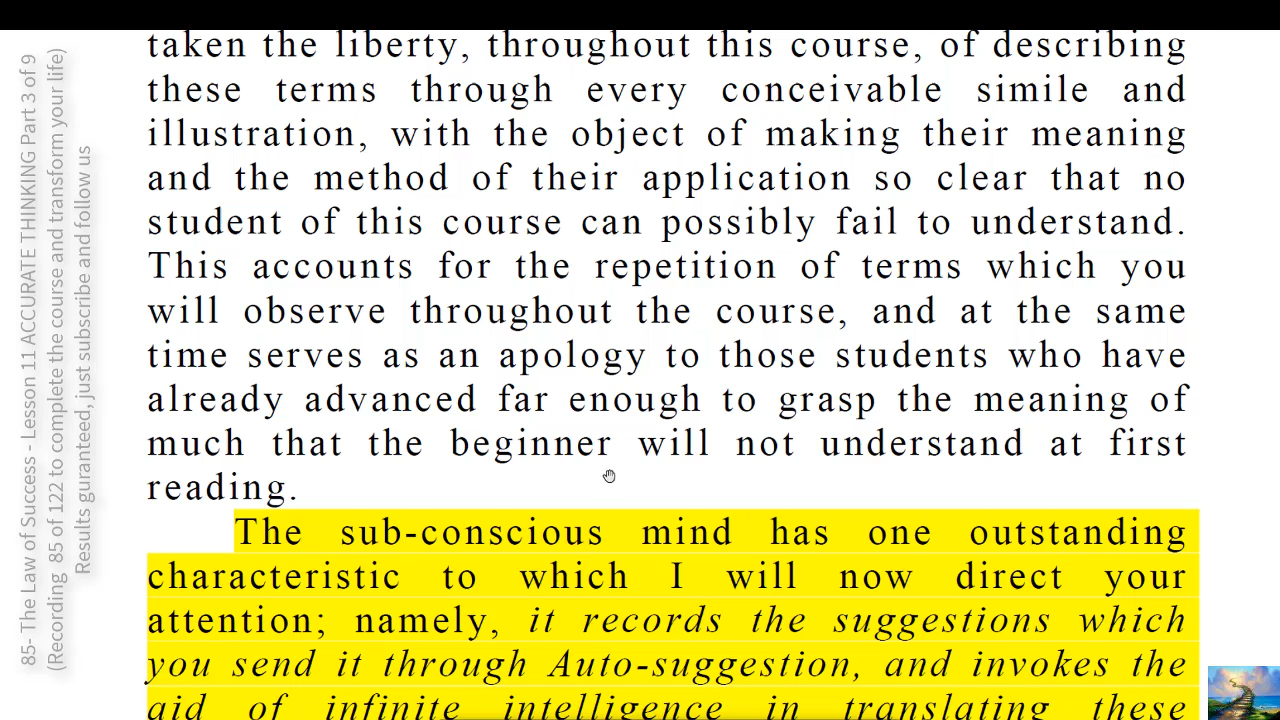 taken the liberty, throughout this course, of describing
these terms through every conceivable simile and
illustration, with the object of making their meaning
and the method of their application so clear that no
student of this course can possibly fail to understand.
This accounts for the repetition of terms which you
will observe throughout the course, and at the same
time serves as an apology to those students who have
already advanced far enough to grasp the meaning of
much that the beginner will not understand at first
reading.
The sub-conscious mind has one outstanding
characteristic to which I will now direct your
attention; namely, it records the suggestions which
you send it through Auto-suggestion, and invokes the
aid of infinite intelligence in translating these
85- The Law of Success - Lesson 11 ACCURATE THINKING Part 3 of 9
(Recording 85 of 122 to complete the course and transform your life)
Results guranteed, just subscribe and follow us